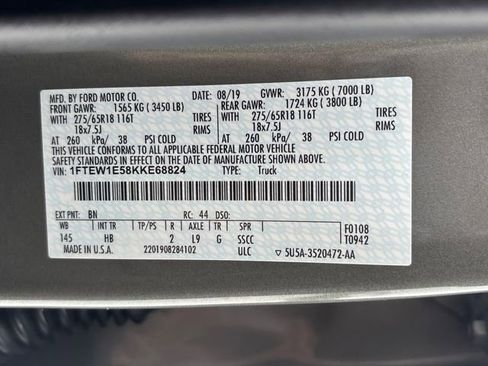 MFD. BY FORD MOTOR CO. DATE: 08/19 GVWR: 3175 KG ( 7000 LB)
FRONT GAWR: 1565 KG ( 3450 LB) REAR GAWR: 1724 KG ( 3800 LB)
WITH 275/65R18 116T TIRES WITH 275/65R18 116T TIRES
18x7.5J RIMS 18x7.5J RIMS
AT 260 kPa/ 38 PSI COLD AT 260 kPa/ 38 PSI COLD
THIS VEHICLE CONFORMS TO ALL APPLICABLE FEDERAL MOTOR VEHICLE SAFETY AND THEFT PREVENTION STANDARDS IN EFFECT ON THE DATE OF MANUFACTURE SHOWN ABOVE.
VIN: 1FTEW1E58KKE68824 TYPE: Truck
EXT PNT: BN RC: 44 DSO: F0108
WB INT TR TP/PS R AXLE TR SPR T0942
145 HB 2 L9 G SSCC
MADE IN U.S.A. 2201908284102 ULC ▽ 5U5A-3520472-AA